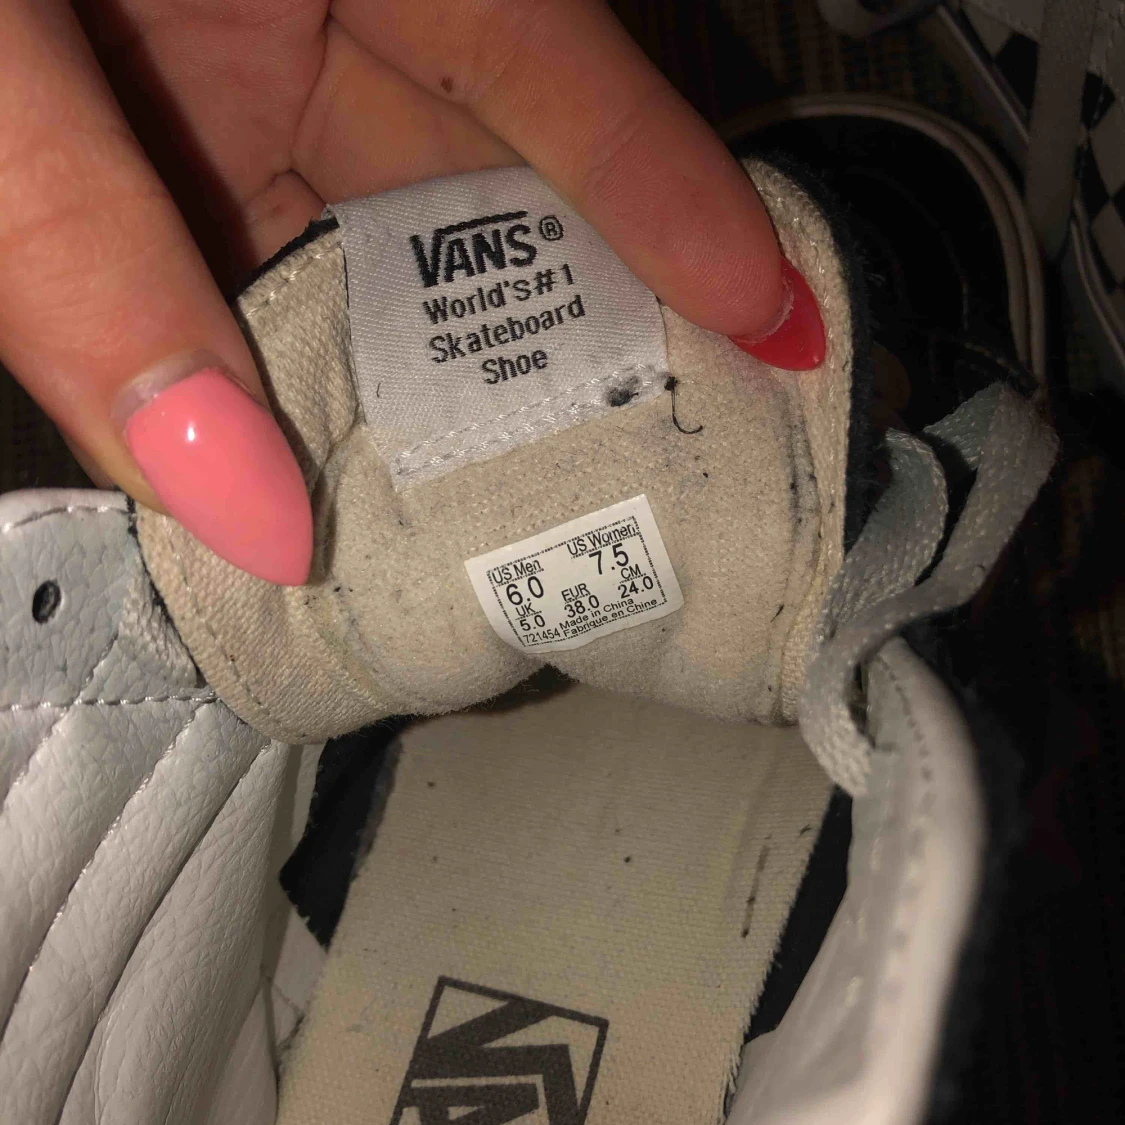 VANS®
World's#1
Skateboard
Shoe
US Men US Women
6.0 7.5
UK EUR CM
5.0 38.0 24.0
721454 Made in China
Fabrique en Chine
VA